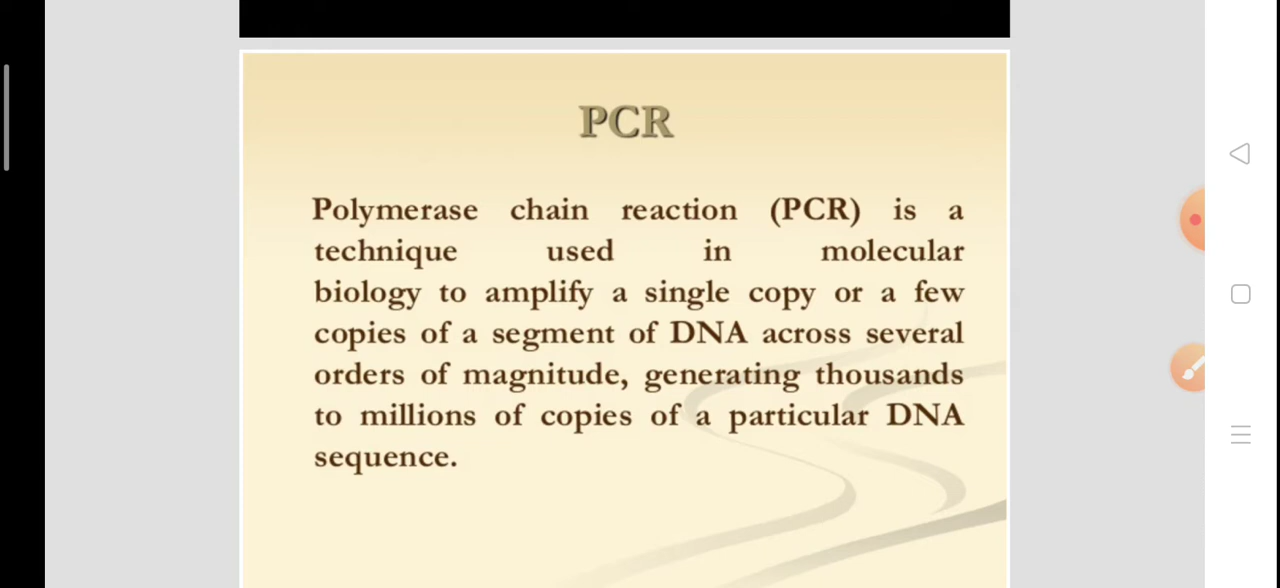 PCR
Polymerase chain reaction (PCR) is a
technique used in molecular
biology to amplify a single copy or a few
copies of a segment of DNA across several
orders of magnitude, generating thousands
to millions of copies of a particular DNA
sequence.